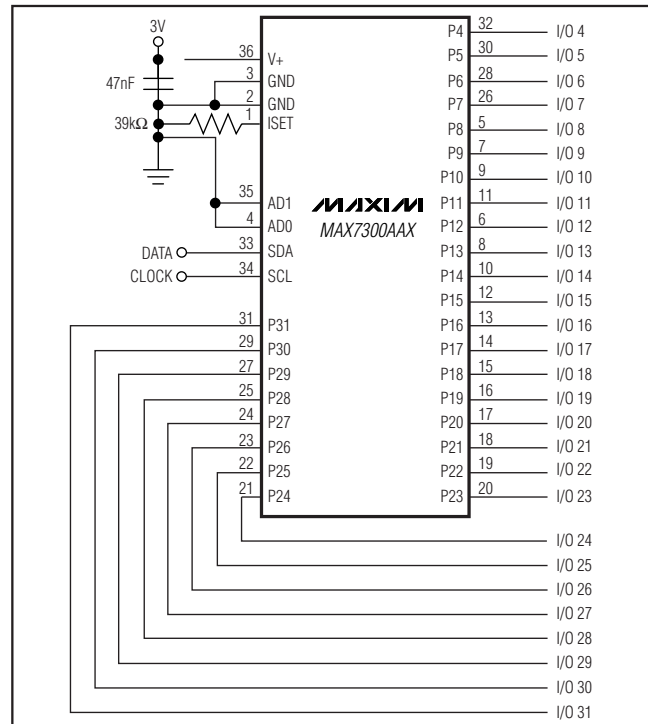 3V
47nF
39kΩ
36 V+
3 GND
2 GND
1 ISET
35 AD1
4 AD0
DATA 33 SDA
CLOCK 34 SCL
31 P31
29 P30
27 P29
25 P28
24 P27
23 P26
22 P25
21 P24
MAXIM
MAX7300AAX
P4 32 I/O 4
P5 30 I/O 5
P6 28 I/O 6
P7 26 I/O 7
P8 5 I/O 8
P9 7 I/O 9
P10 9 I/O 10
P11 11 I/O 11
P12 6 I/O 12
P13 8 I/O 13
P14 10 I/O 14
P15 12 I/O 15
P16 13 I/O 16
P17 14 I/O 17
P18 15 I/O 18
P19 16 I/O 19
P20 17 I/O 20
P21 18 I/O 21
P22 19 I/O 22
P23 20 I/O 23
I/O 24
I/O 25
I/O 26
I/O 27
I/O 28
I/O 29
I/O 30
I/O 31